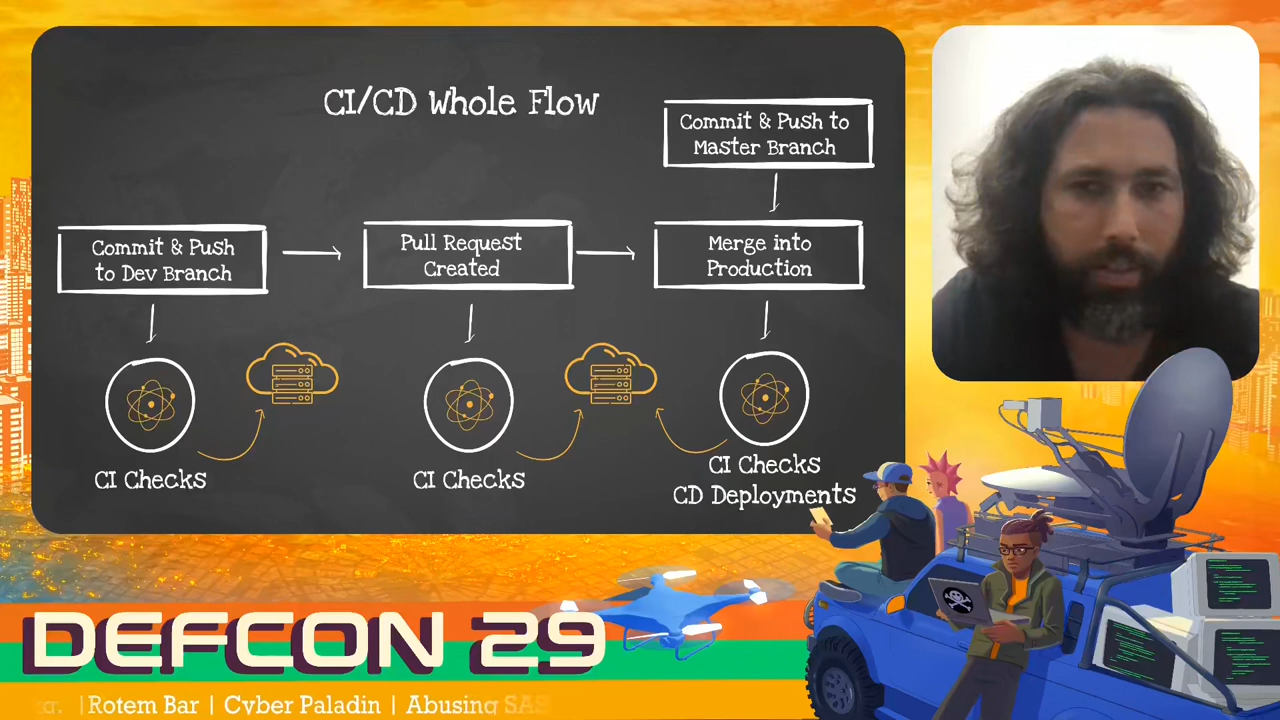 CI/CD Whole Flow
Commit & Push to
Master Branch
Commit & Push
to Dev Branch
Pull Request
Created
Merge into
Production
CI Checks
CI Checks
CI Checks
CD Deployments
DEFCON 29
| Rotem Bar | Cyber Paladin | Abusing SAS